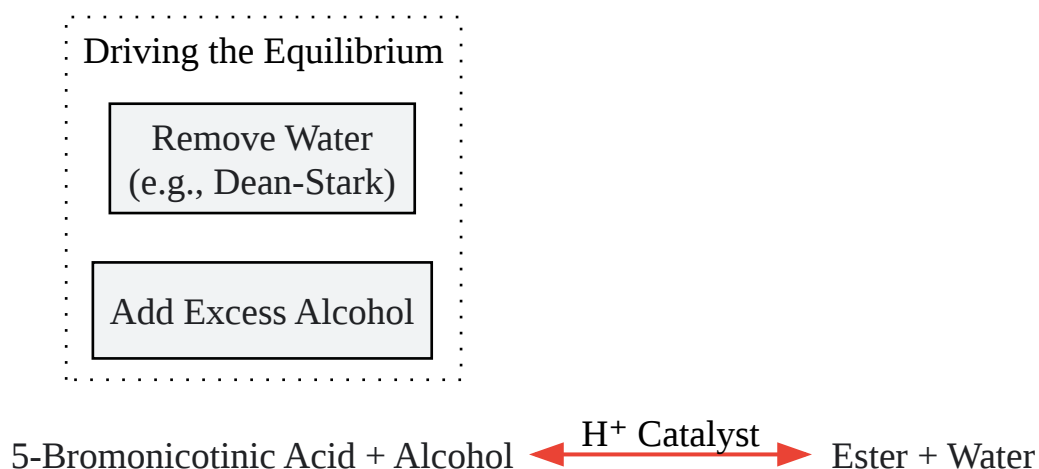 Driving the Equilibrium
Remove Water
(e.g., Dean-Stark)
Add Excess Alcohol
H⁺ Catalyst
5-Bromonicotinic Acid + Alcohol
Ester + Water